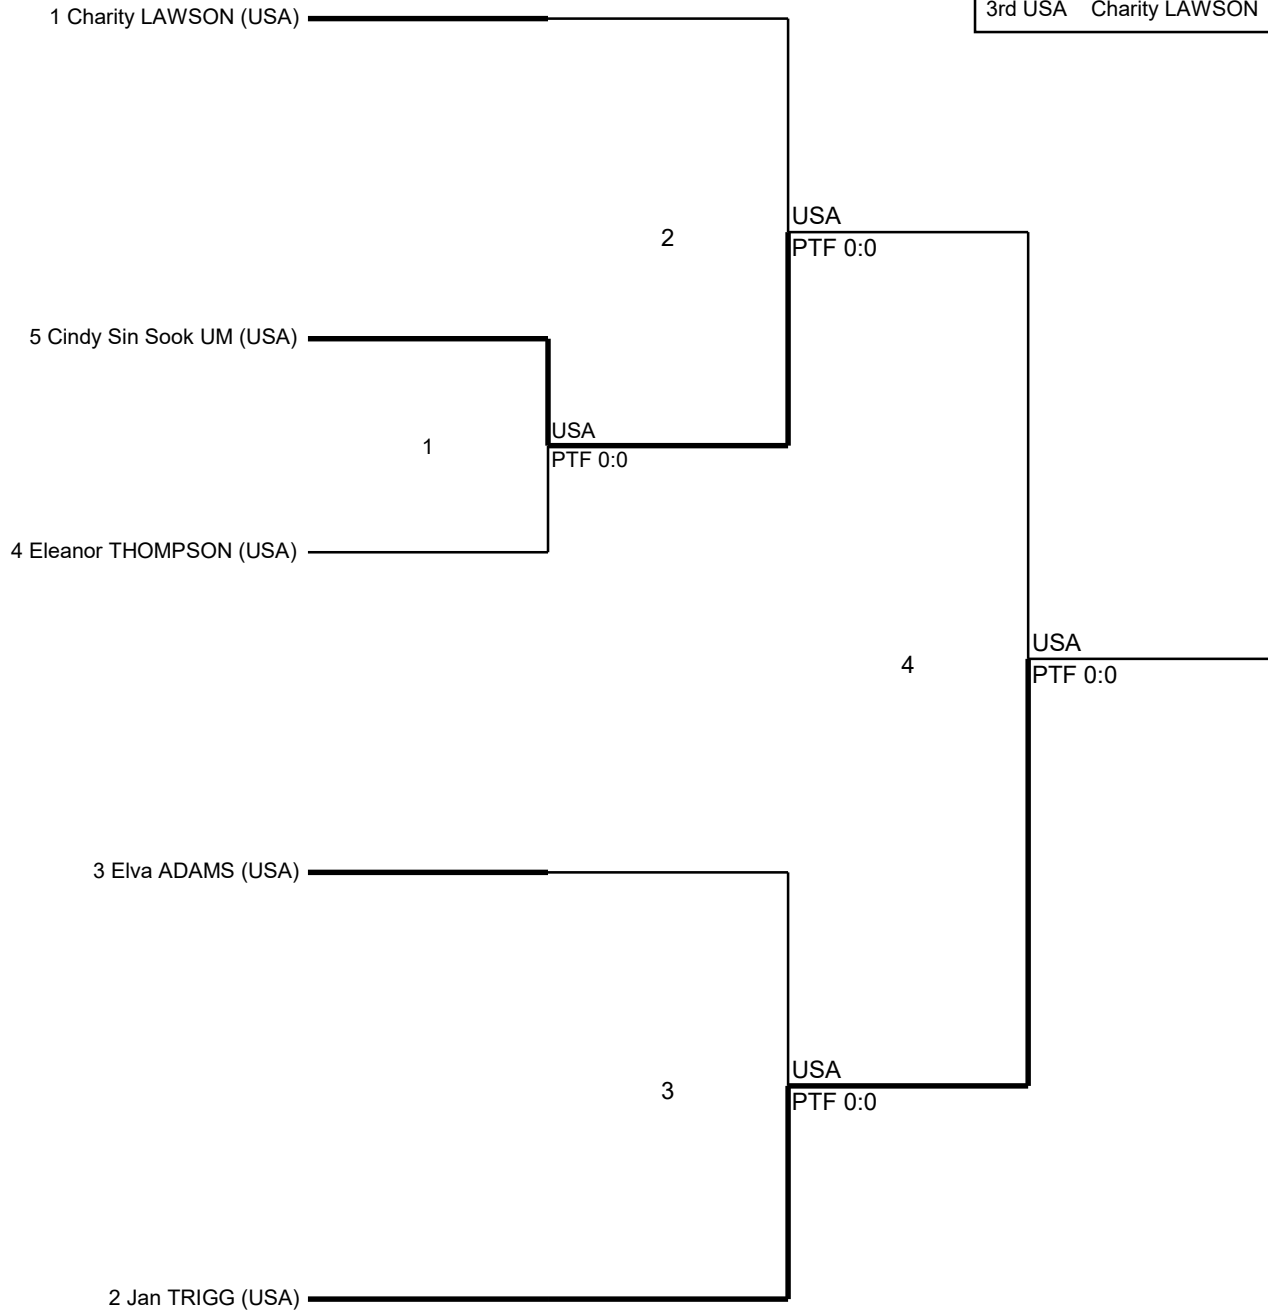 3rd USA Charity LAWSON
1 Charity LAWSON (USA)
USA
2
PTF 0:0
5 Cindy Sin Sook UM (USA)
USA
1
PTF 0:0
4 Eleanor THOMPSON (USA)
USA
4
PTF 0:0
3 Elva ADAMS (USA)
USA
3
PTF 0:0
2 Jan TRIGG (USA)